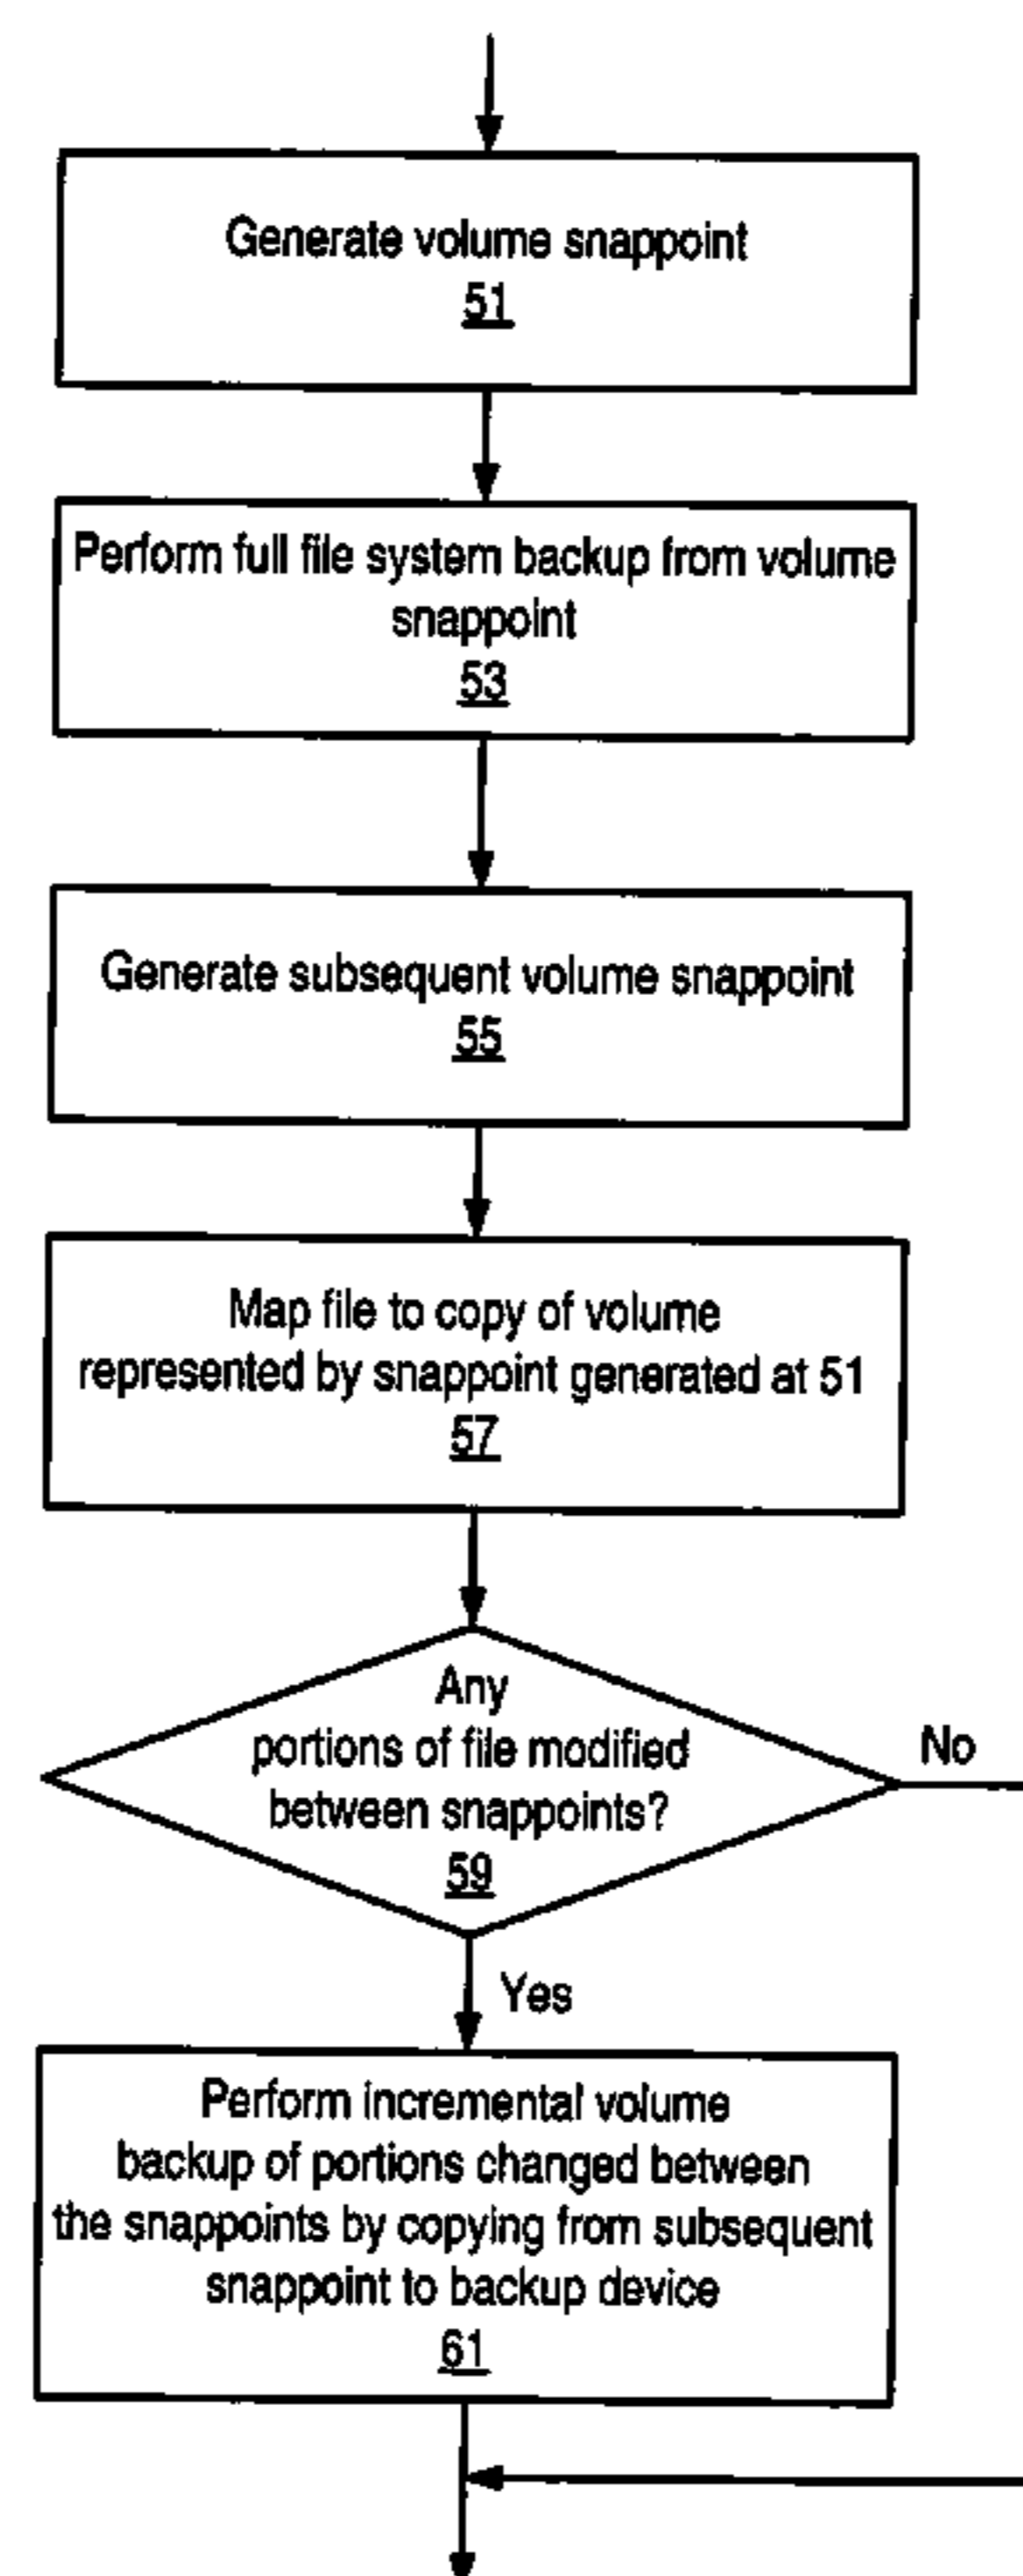 Generate volume snappoint
51
Perform full file system backup from volume
snappoint
53
Generate subsequent volume snappoint
55
Map file to copy of volume
represented by snappoint generated at 51
57
Any
portions of file modified
between snappoints?
59
No
Yes
Perform incremental volume
backup of portions changed between
the snappoints by copying from subsequent
snappoint to backup device
61